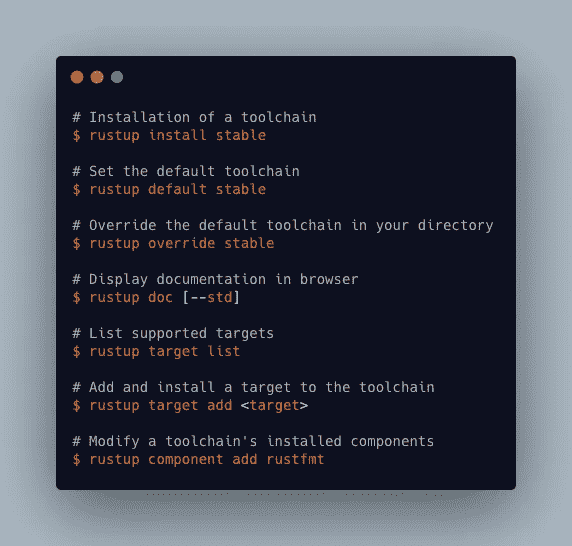 # Installation of a toolchain
$ rustup install stable
# Set the default toolchain
$ rustup default stable
# Override the default toolchain in your directory
$ rustup override stable
# Display documentation in browser
$ rustup doc [--std]
# List supported targets
$ rustup target list
# Add and install a target to the toolchain
$ rustup target add <target>
# Modify a toolchain's installed components
$ rustup component add rustfmt